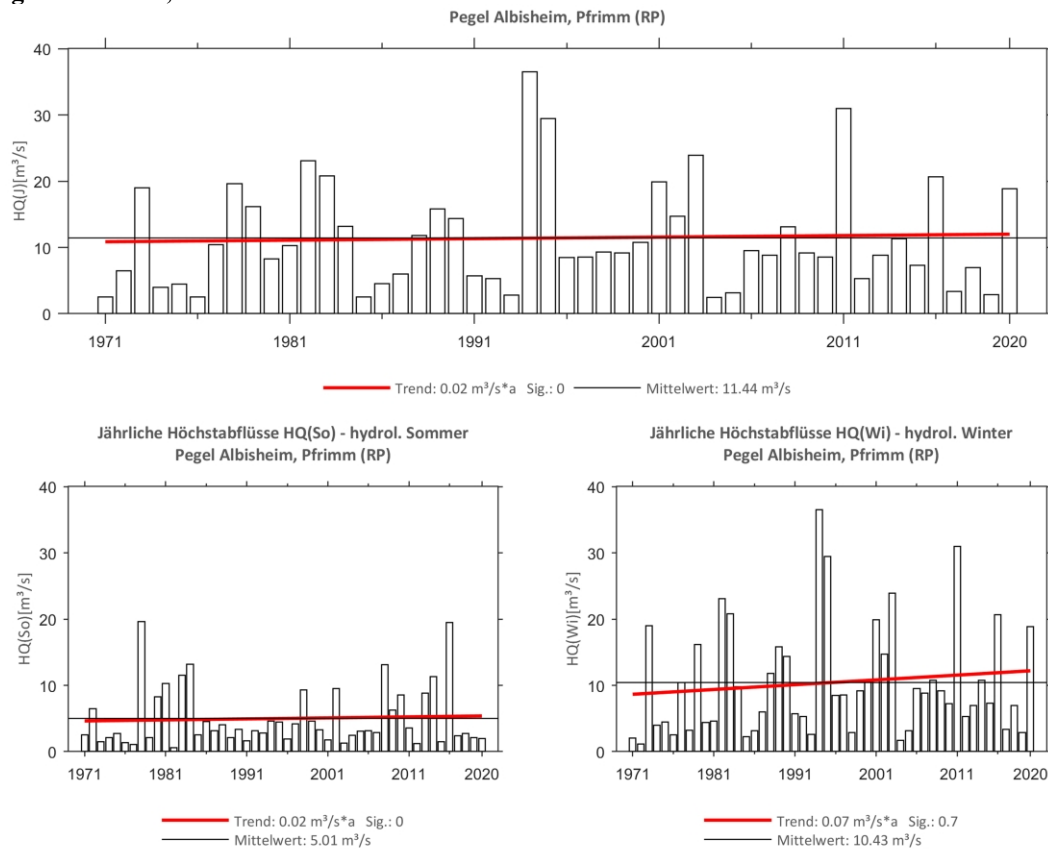 Pegel Albisheim, Pfrimm (RP)
HQ(J)[m³/s]
40
30
20
10
0
1971 1981 1991 2001 2011 2020
Trend: 0.02 m³/s*a Sig.: 0 Mittelwert: 11.44 m³/s
Jährliche Höchstabflüsse HQ(So) - hydrol. Sommer
Pegel Albisheim, Pfrimm (RP)
HQ(So)[m³/s]
40
30
20
10
0
1971 1981 1991 2001 2011 2020
Trend: 0.02 m³/s*a Sig.: 0
Mittelwert: 5.01 m³/s
Jährliche Höchstabflüsse HQ(Wi) - hydrol. Winter
Pegel Albisheim, Pfrimm (RP)
HQ(Wi)[m³/s]
40
30
20
10
0
1971 1981 1991 2001 2011 2020
Trend: 0.07 m³/s*a Sig.: 0.7
Mittelwert: 10.43 m³/s